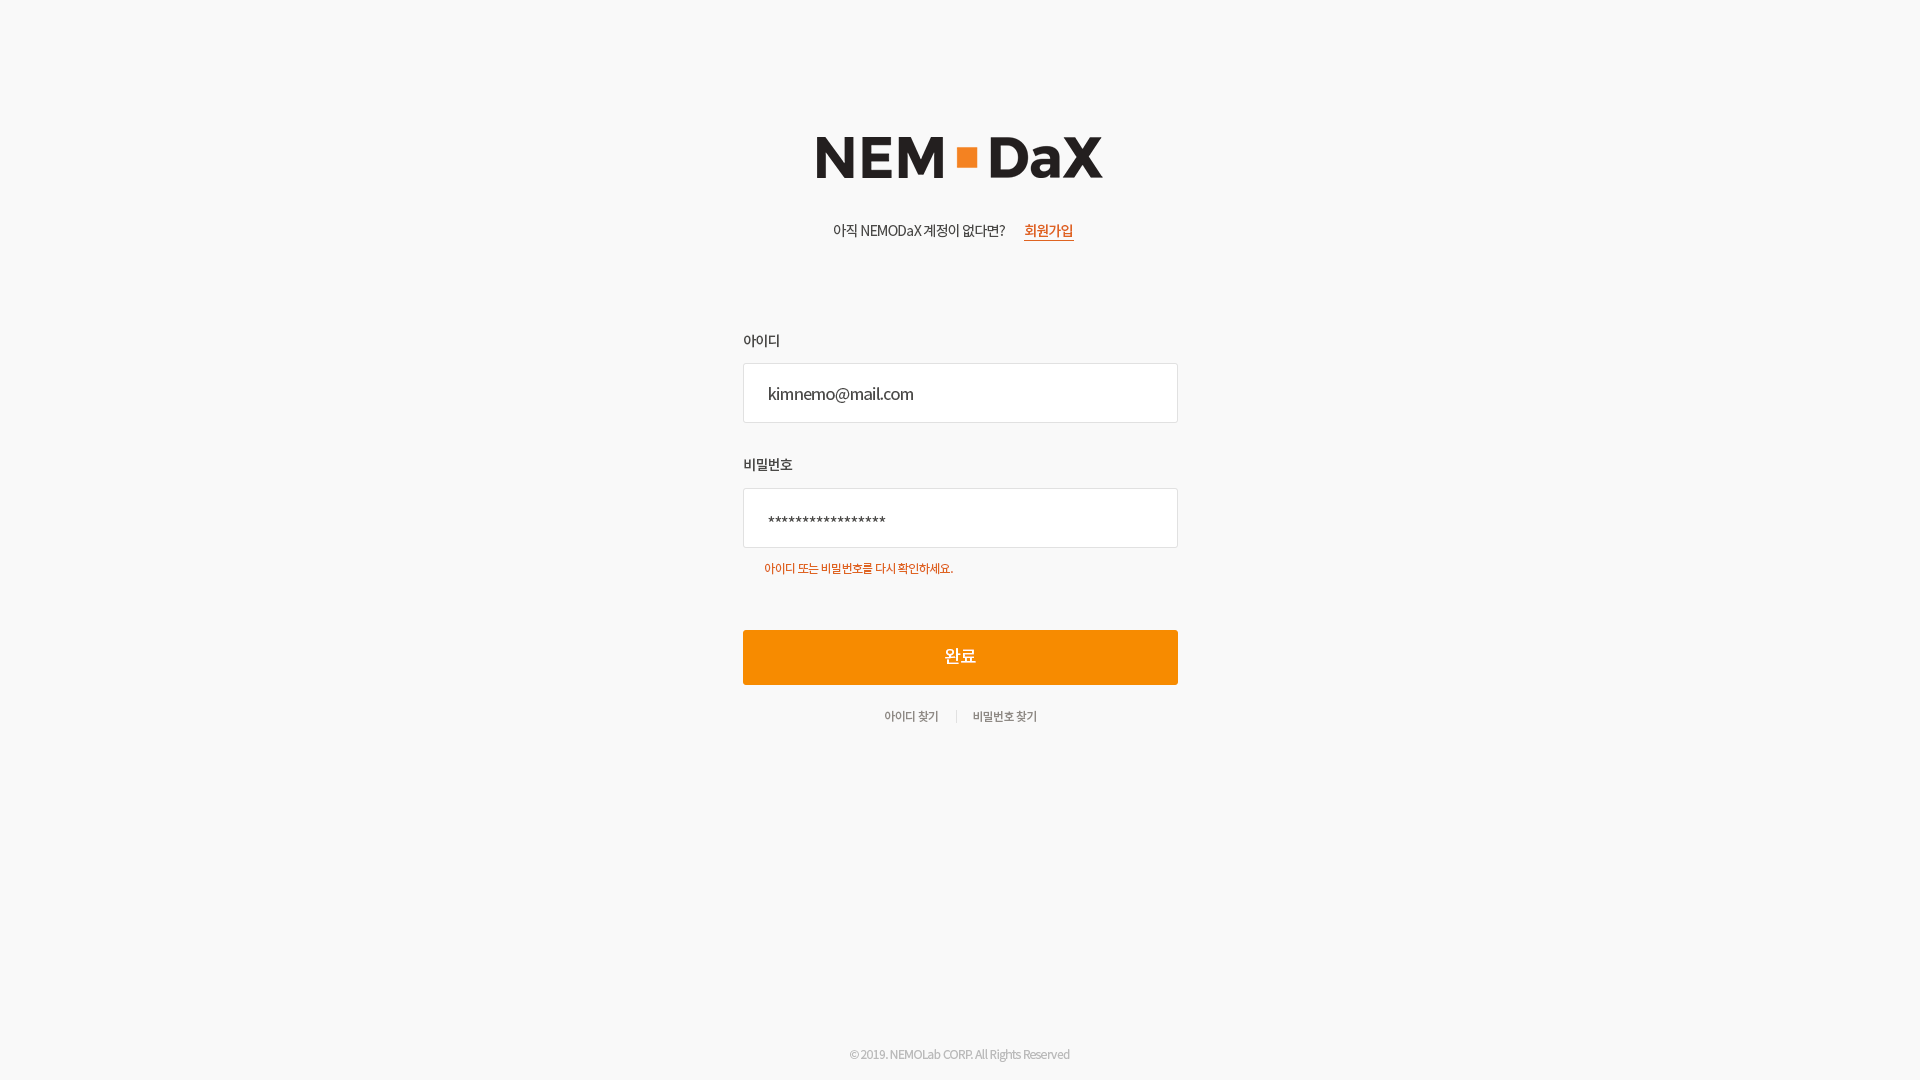 NEM■DaX
아직 NEMODaX 계정이 없다면? 회원가입
아이디
kimnemo@mail.com
비밀번호
*****************
아이디 또는 비밀번호를 다시 확인하세요.
완료
아이디 찾기 비밀번호 찾기
© 2019. NEMOLab CORP. All Rights Reserved